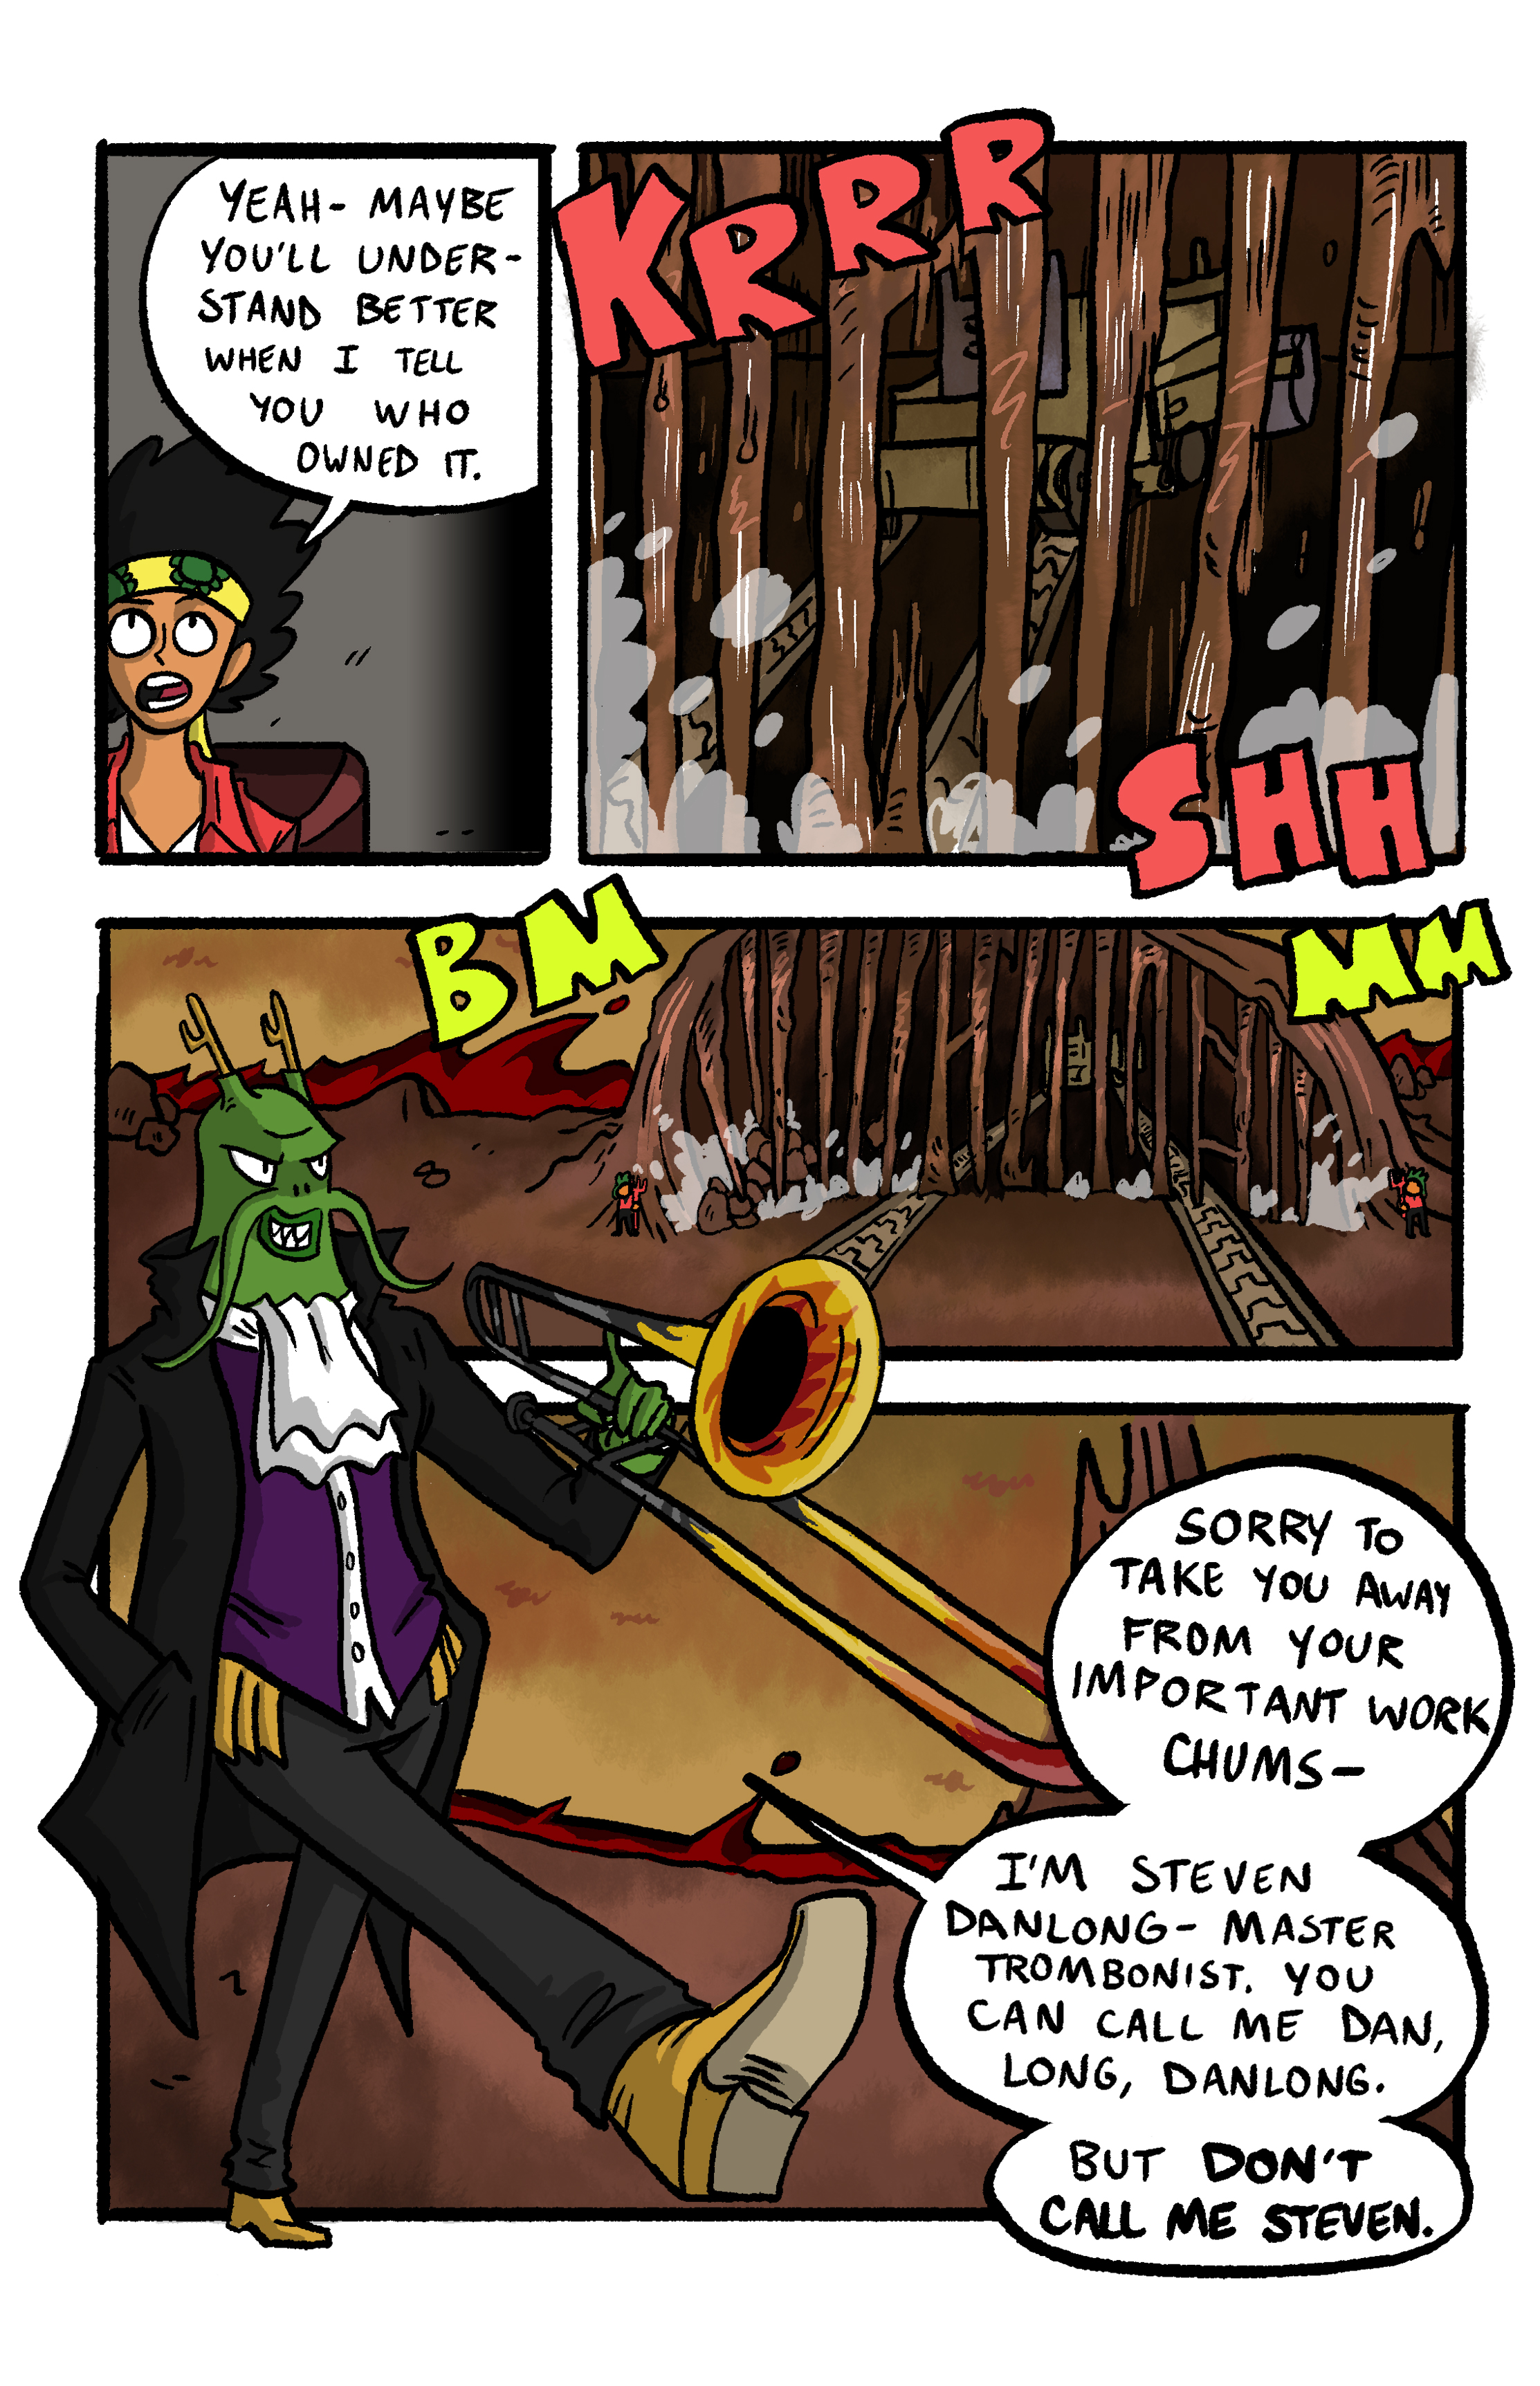 YEAH- MAYBE
YOU'LL UNDER-
STAND BETTER
WHEN I TELL
YOU WHO
OWNED IT.
KRRR
SHH
BM
MM
SORRY TO
TAKE YOU AWAY
FROM YOUR
IMPORTANT WORK
CHUMS-
I'M STEVEN
DANLONG- MASTER
TROMBONIST. YOU
CAN CALL ME DAN,
LONG, DANLONG.
BUT DON'T
CALL ME STEVEN.